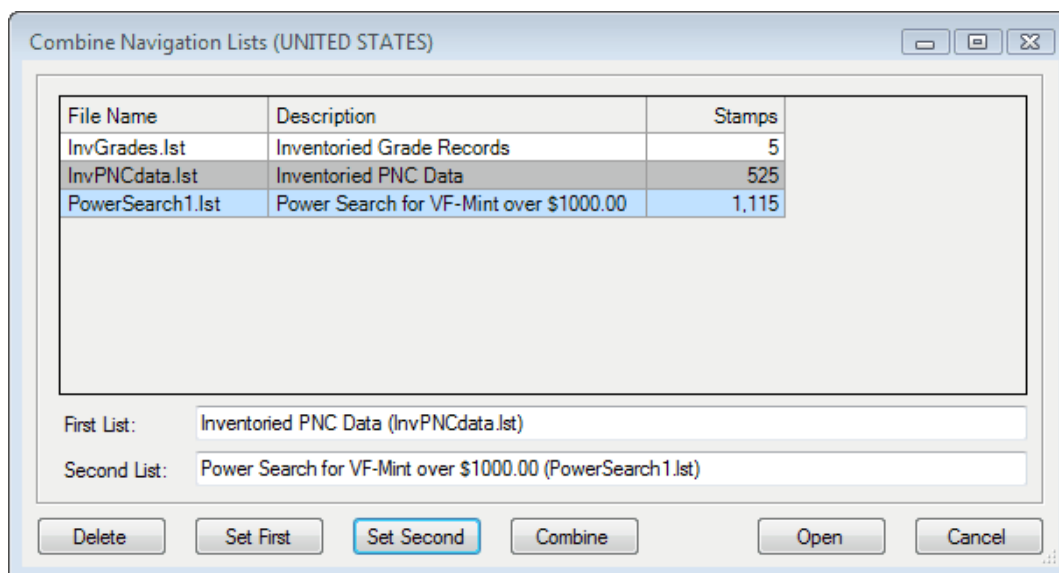 Combine Navigation Lists (UNITED STATES)
File Name Description Stamps
InvGrades.lst Inventoried Grade Records 5
InvPNCdata.lst Inventoried PNC Data 525
PowerSearch1.lst Power Search for VF-Mint over $1000.00 1,115
First List: Inventoried PNC Data (InvPNCdata.lst)
Second List: Power Search for VF-Mint over $1000.00 (PowerSearch1.lst)
Delete Set First Set Second Combine Open Cancel